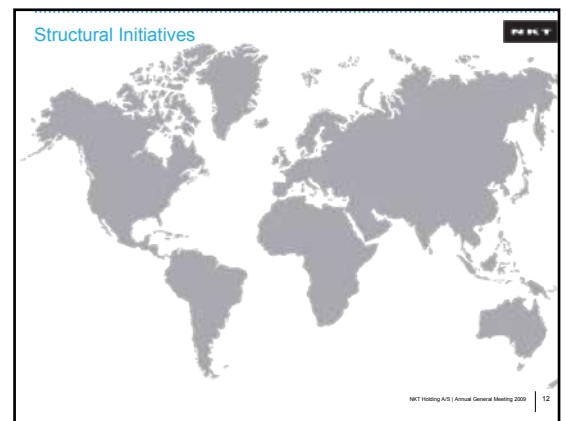 Structural Initiatives
NKT
NKT Holding A/S | Annual General Meeting 2009 | 12